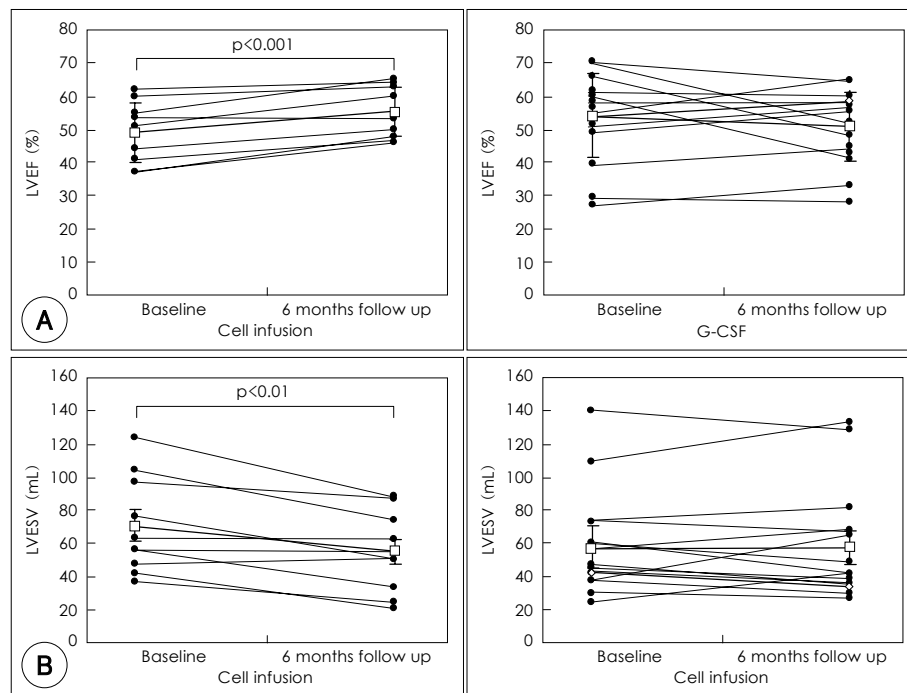 80
70
60
50
40
30
20
10
0
LVEF (%)
p<0.001
Baseline 6 months follow up
Cell infusion
A
80
70
60
50
40
30
20
10
0
LVEF (%)
Baseline 6 months follow up
G-CSF
160
140
120
100
80
60
40
20
0
LVESV (mL)
p<0.01
Baseline 6 months follow up
Cell infusion
B
160
140
120
100
80
60
40
20
0
LVESV (mL)
Baseline 6 months follow up
Cell infusion